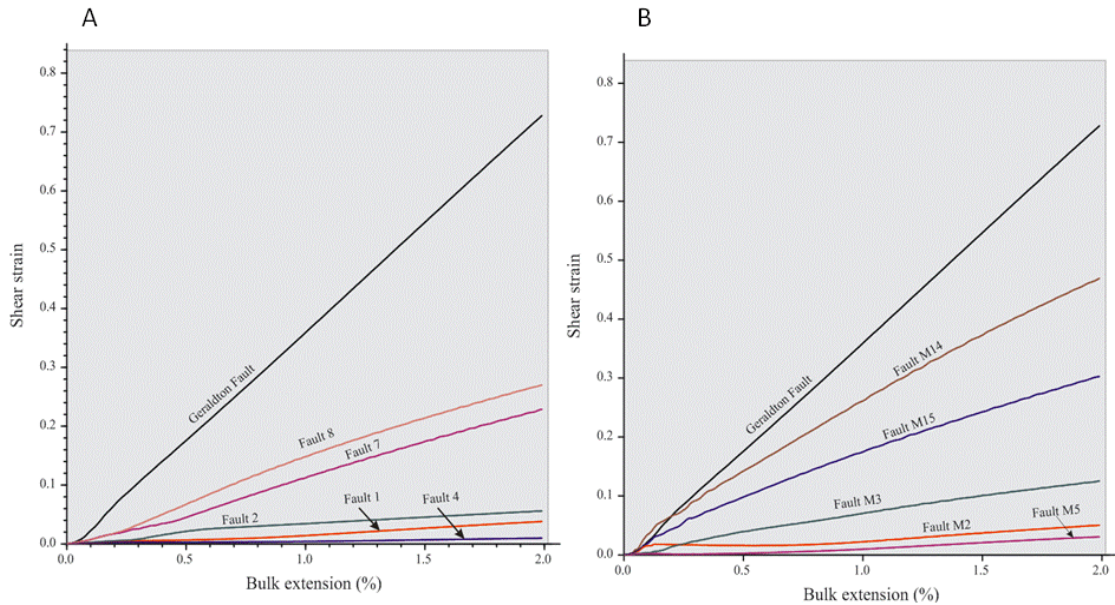 A
0.8
0.7
0.6
0.5
0.4
0.3
0.2
0.1
0.0
Shear strain
Geraldton Fault
Fault 8
Fault 7
Fault 1
Fault 4
Fault 2
0.0
0.5
1.0
1.5
2.0
Bulk extension (%)
B
0.8
0.7
0.6
0.5
0.4
0.3
0.2
0.1
0.0
Shear strain
Geraldton Fault
Fault M14
Fault M15
Fault M3
Fault M2
Fault M5
0.0
0.5
1.0
1.5
2.0
Bulk extension (%)